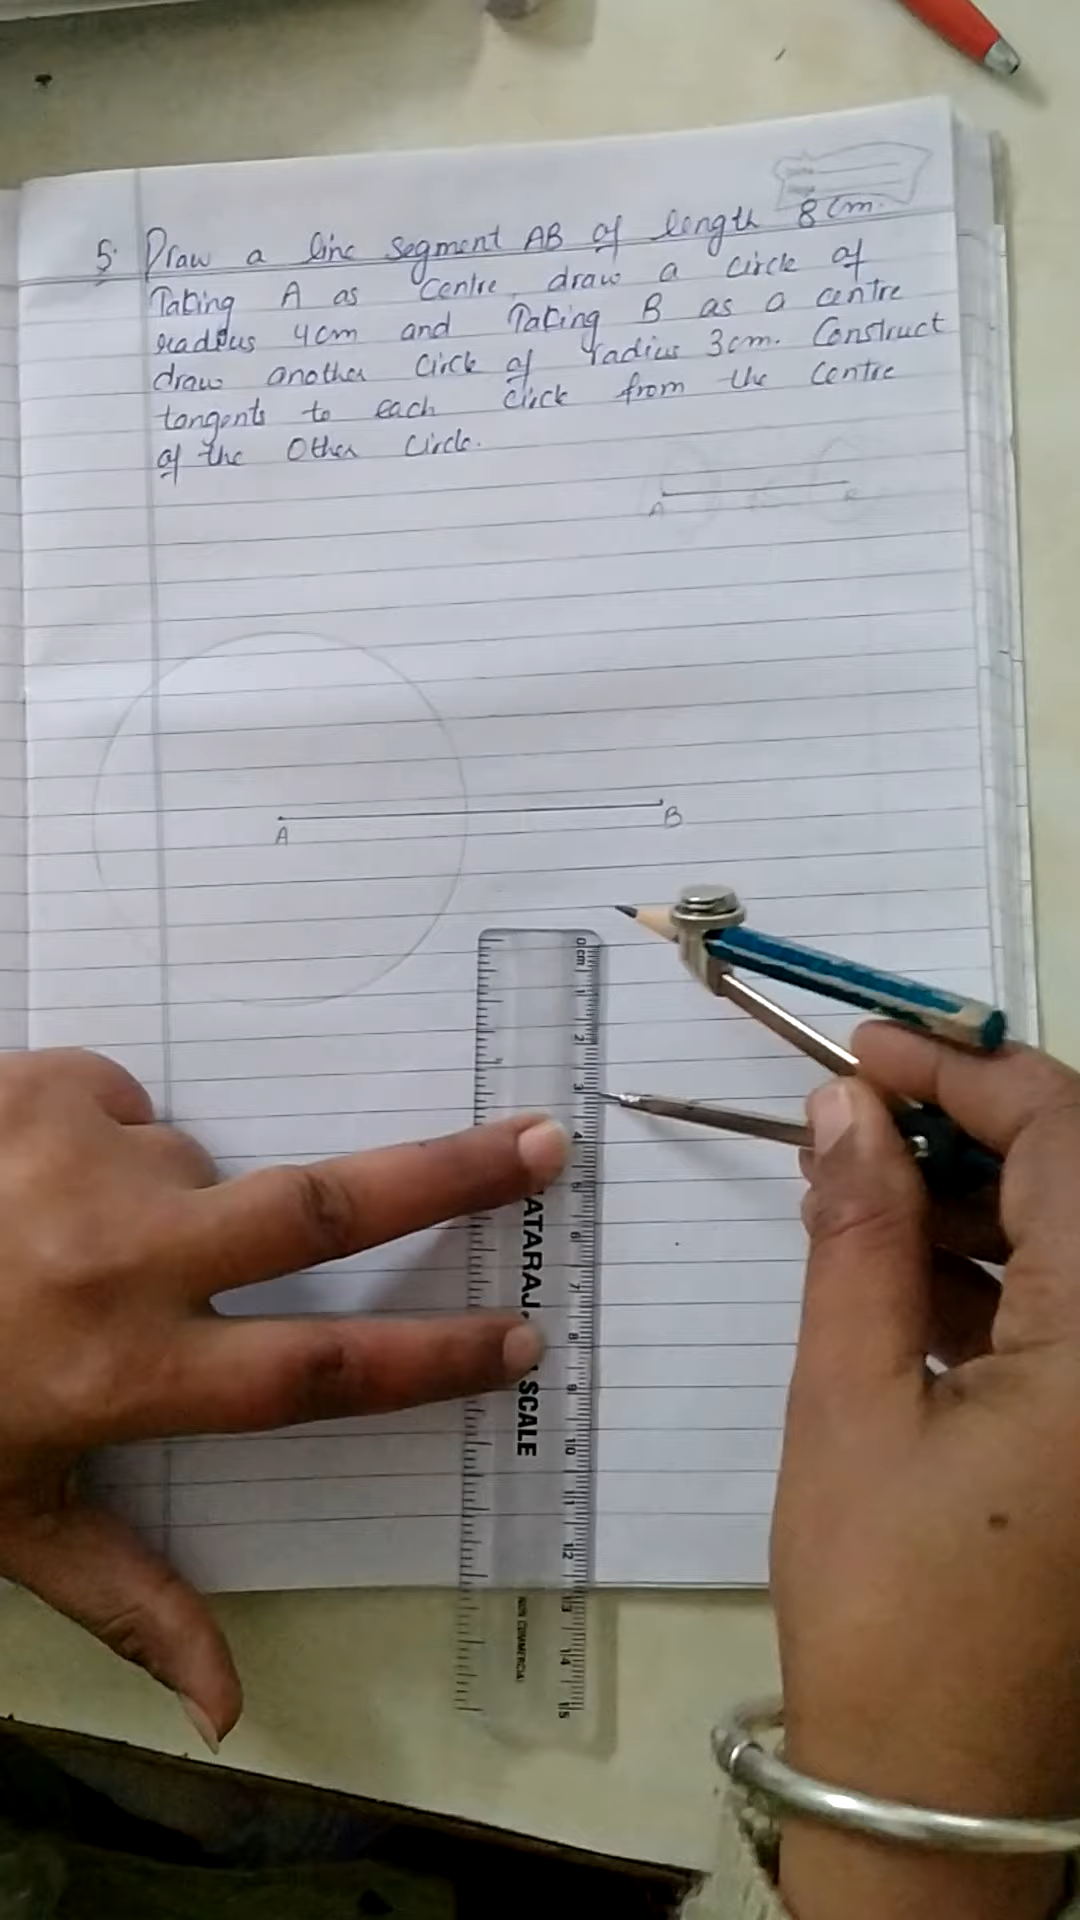 5. Draw a line segment AB of length 8 cm.
Taking A as centre, draw a circle of
radius 4cm and Taking B as a centre
draw another circle of radius 3cm. Construct
tangents to each circle from the centre
of the other circle.
A B
A B
0 cm 1 2 3 4 5 6 7 8 9 10 11 12 13 14 15
ATARAJ. SCALE